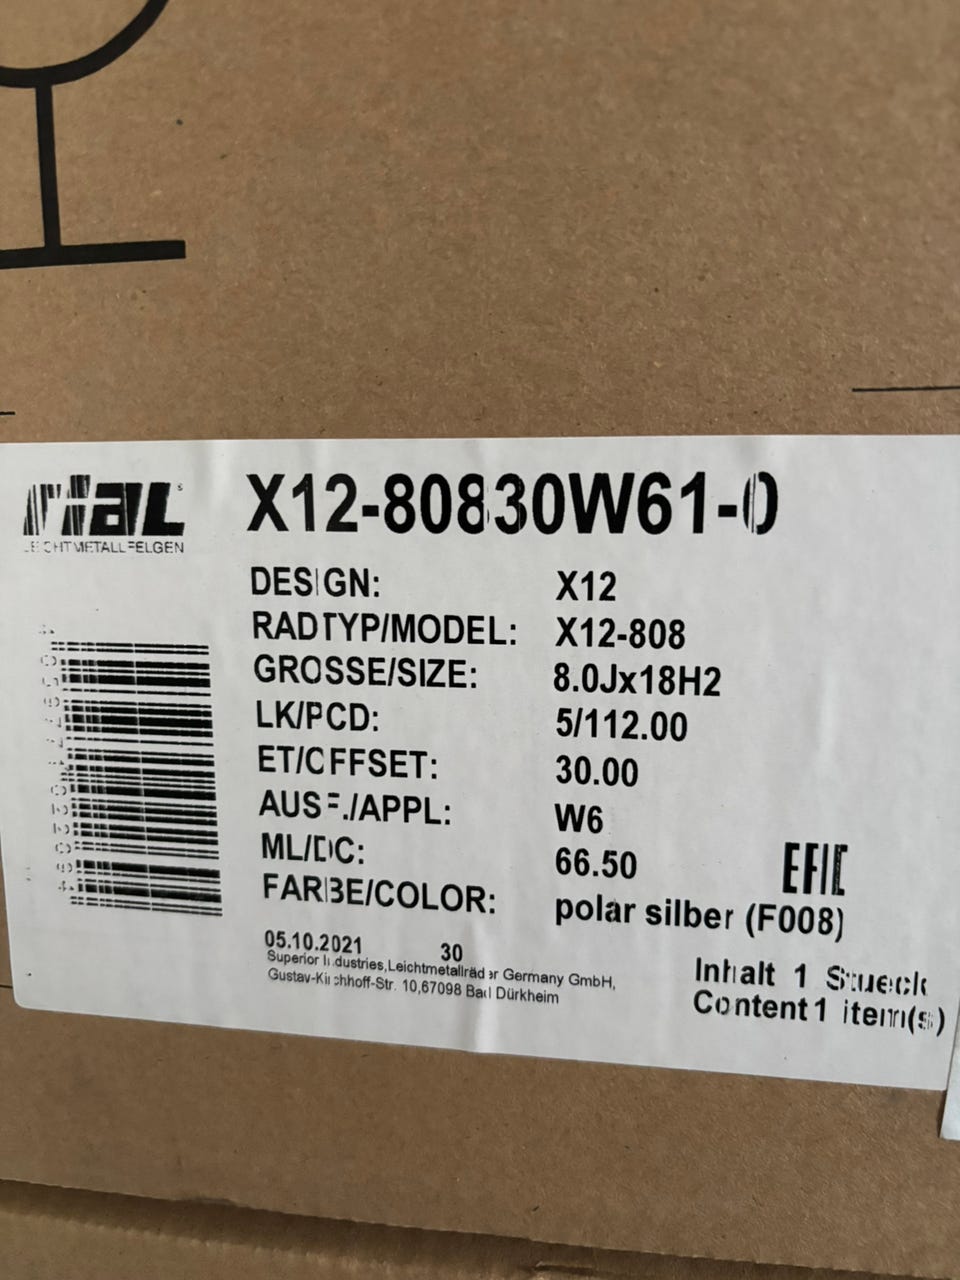 rial
LEICHTMETALLFELGEN
X12-80830W61-0
DESIGN: X12
RADTYP/MODEL: X12-808
GROSSE/SIZE: 8.0Jx18H2
LK/PCD: 5/112.00
ET/OFFSET: 30.00
AUSF./APPL: W6
ML/DC: 66.50
FARBE/COLOR: polar silber (F008)
EAC
05.10.2021 30
Superior Industries,Leichtmetallräder Germany GmbH,
Gustav-Kirchhoff-Str. 10,67098 Bad Dürkheim
Inhalt 1 Stueck
Content 1 item(s)